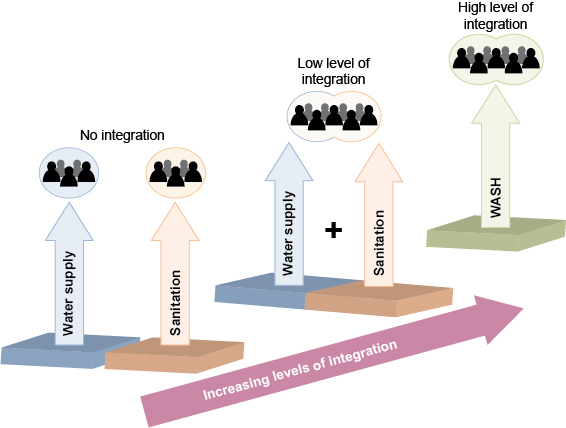 High level of
integration
Low level of
integration
No integration
WASH
Water supply
+
Sanitation
Water supply
Sanitation
Increasing levels of integration